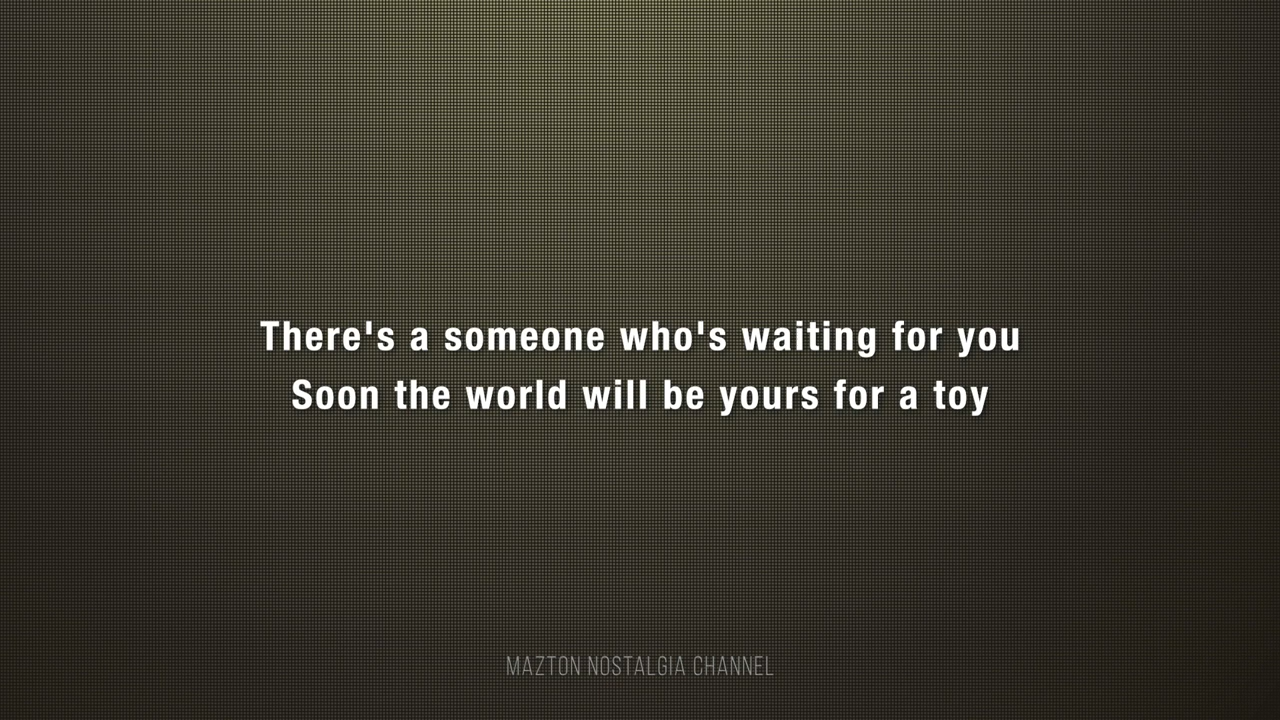 There's a someone who's waiting for you
Soon the world will be yours for a toy
MAZTON NOSTALGIA CHANNEL